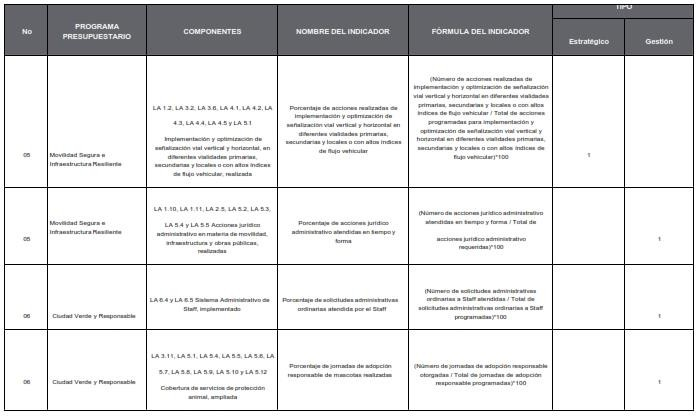 TIPO
No
PROGRAMA
PRESUPUESTARIO
COMPONENTES
NOMBRE DEL INDICADOR
FÓRMULA DEL INDICADOR
Estratégico
Gestión
05
Movilidad Segura e
Infraestructura Resiliente
LA 1.2, LA 3.2, LA 3.6, LA 4.1, LA 4.2, LA
4.3, LA 4.4, LA 4.5 y LA 5.1
Implementación y optimización de
señalización vial vertical y horizontal, en
diferentes vialidades primarias,
secundarias y locales o con altos índices
de flujo vehicular, realizada
Porcentaje de acciones realizadas de
implementación y optimización de
señalización vial vertical y horizontal en
diferentes vialidades primarias,
secundarias y locales o con altos índices de
flujo vehicular
(Número de acciones realizadas de
implementación y optimización de señalización
vial vertical y horizontal en diferentes vialidades
primarias, secundarias y locales o con altos
índices de flujo vehicular / Total de acciones
programadas para implementación y
optimización de señalización vial vertical y
horizontal en diferentes vialidades primarias,
secundarias y locales o con altos índices de
flujo vehicular)*100
1
05
Movilidad Segura e
Infraestructura Resiliente
LA 1.10, LA 1.11, LA 2.5, LA 5.2, LA 5.3,
LA 5.4 y LA 5.5 Acciones jurídico
administrativo en materia de movilidad,
infraestructura y obras públicas,
realizadas
Porcentaje de acciones jurídico
administrativo atendidas en tiempo y
forma
(Número de acciones jurídico administrativo
atendidas en tiempo y forma / Total de
acciones jurídico administrativo
requeridas)*100
1
06
Ciudad Verde y Responsable
LA 6.4 y LA 6.5 Sistema Administrativo de
Staff, implementado
Porcentaje de solicitudes administrativas
ordinarias atendida por el Staff
(Número de solicitudes administrativas
ordinarias a Staff atendidas / Total de
solicitudes administrativas ordinarias a Staff
programadas)*100
1
06
Ciudad Verde y Responsable
LA 3.11, LA 5.1, LA 5.4, LA 5.5, LA 5.6, LA
5.7, LA 5.8, LA 5.9, LA 5.10 y LA 5.12
Cobertura de servicios de protección
animal, ampliada
Porcentaje de jornadas de adopción
responsable de mascotas realizadas
(Número de jornadas de adopción responsable
otorgadas / Total de jornadas de adopción
responsable programadas)*100
1